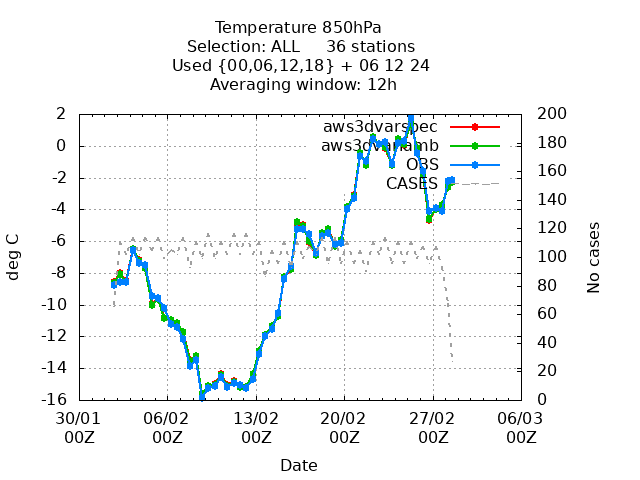 Temperature 850hPa
Selection: ALL 36 stations
Used {00,06,12,18} + 06 12 24
Averaging window: 12h
2
0
-2
-4
-6
-8
-10
-12
-14
-16
deg C
200
180
160
140
120
100
80
60
40
20
0
No cases
aws3dvarspec
aws3dvarlamb
OBS
CASES
30/01 06/02 13/02 20/02 27/02 06/03
00Z 00Z 00Z 00Z 00Z 00Z
Date